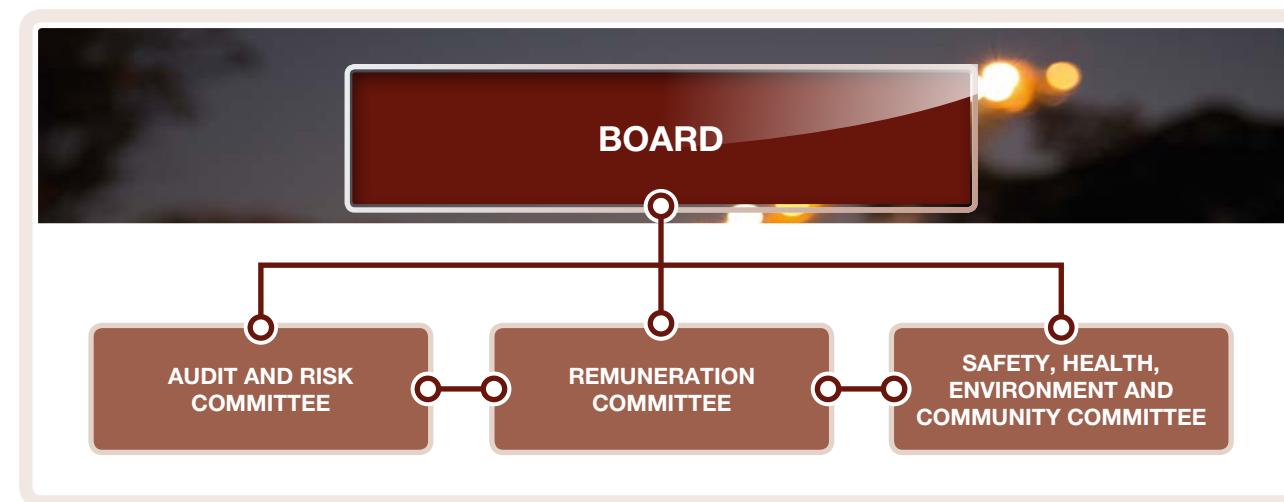 BOARD
AUDIT AND RISK
COMMITTEE
REMUNERATION
COMMITTEE
SAFETY, HEALTH,
ENVIRONMENT AND
COMMUNITY COMMITTEE